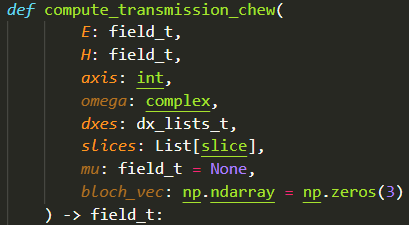 def compute_transmission_chew(
        E: field_t,
        H: field_t,
        axis: int,
        omega: complex,
        dxes: dx_lists_t,
        slices: List[slice],
        mu: field_t = None,
        bloch_vec: np.ndarray = np.zeros(3)
    ) -> field_t: